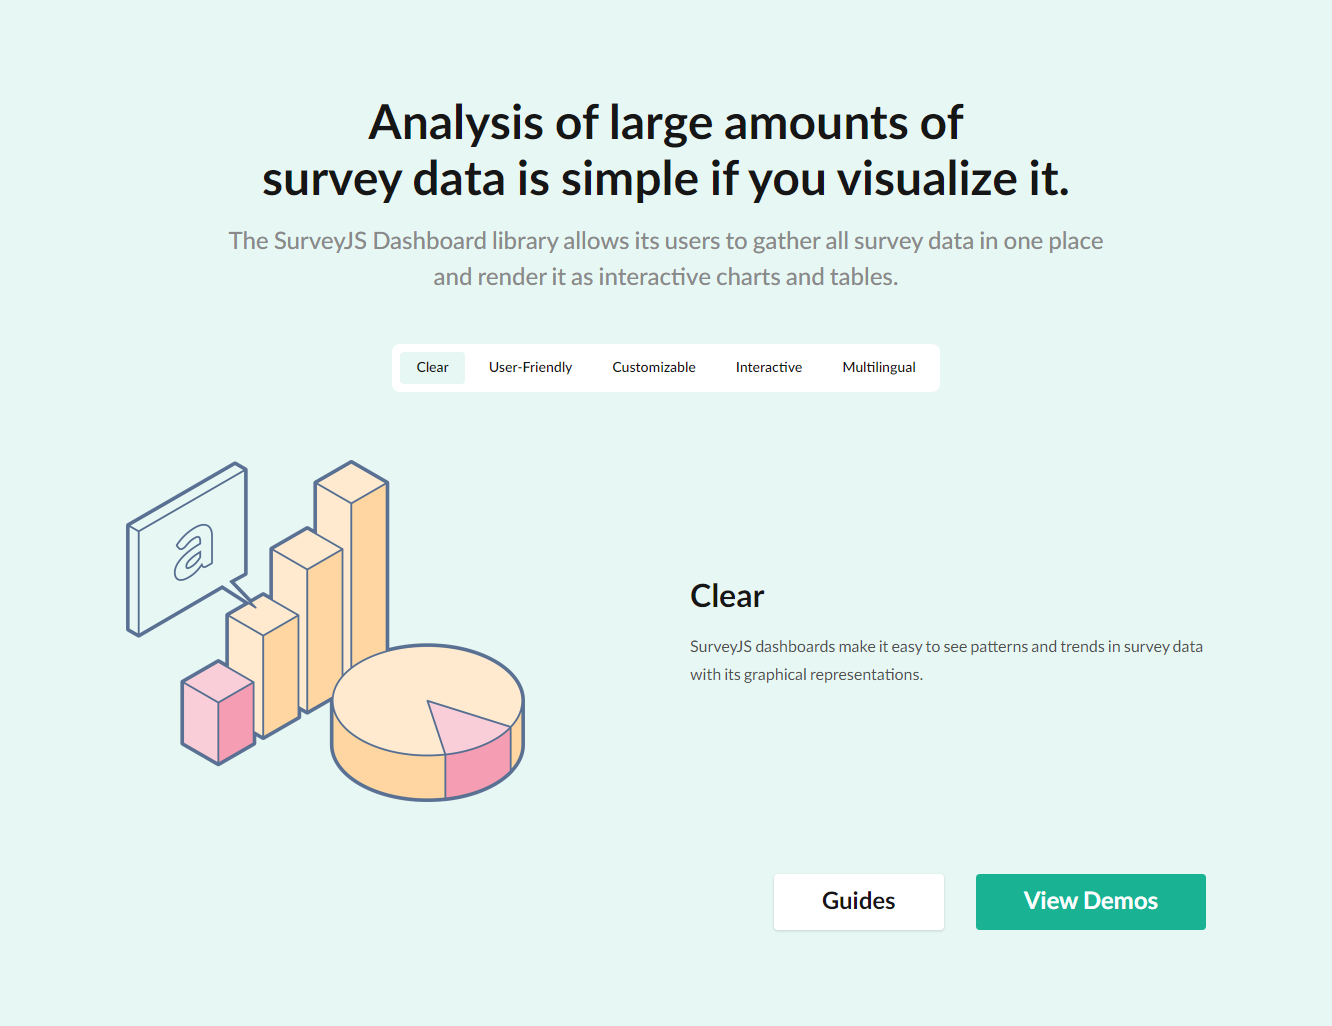 Analysis of large amounts of
survey data is simple if you visualize it.
The SurveyJS Dashboard library allows its users to gather all survey data in one place
and render it as interactive charts and tables.
Clear User-Friendly Customizable Interactive Multilingual
a
Clear
SurveyJS dashboards make it easy to see patterns and trends in survey data
with its graphical representations.
Guides View Demos